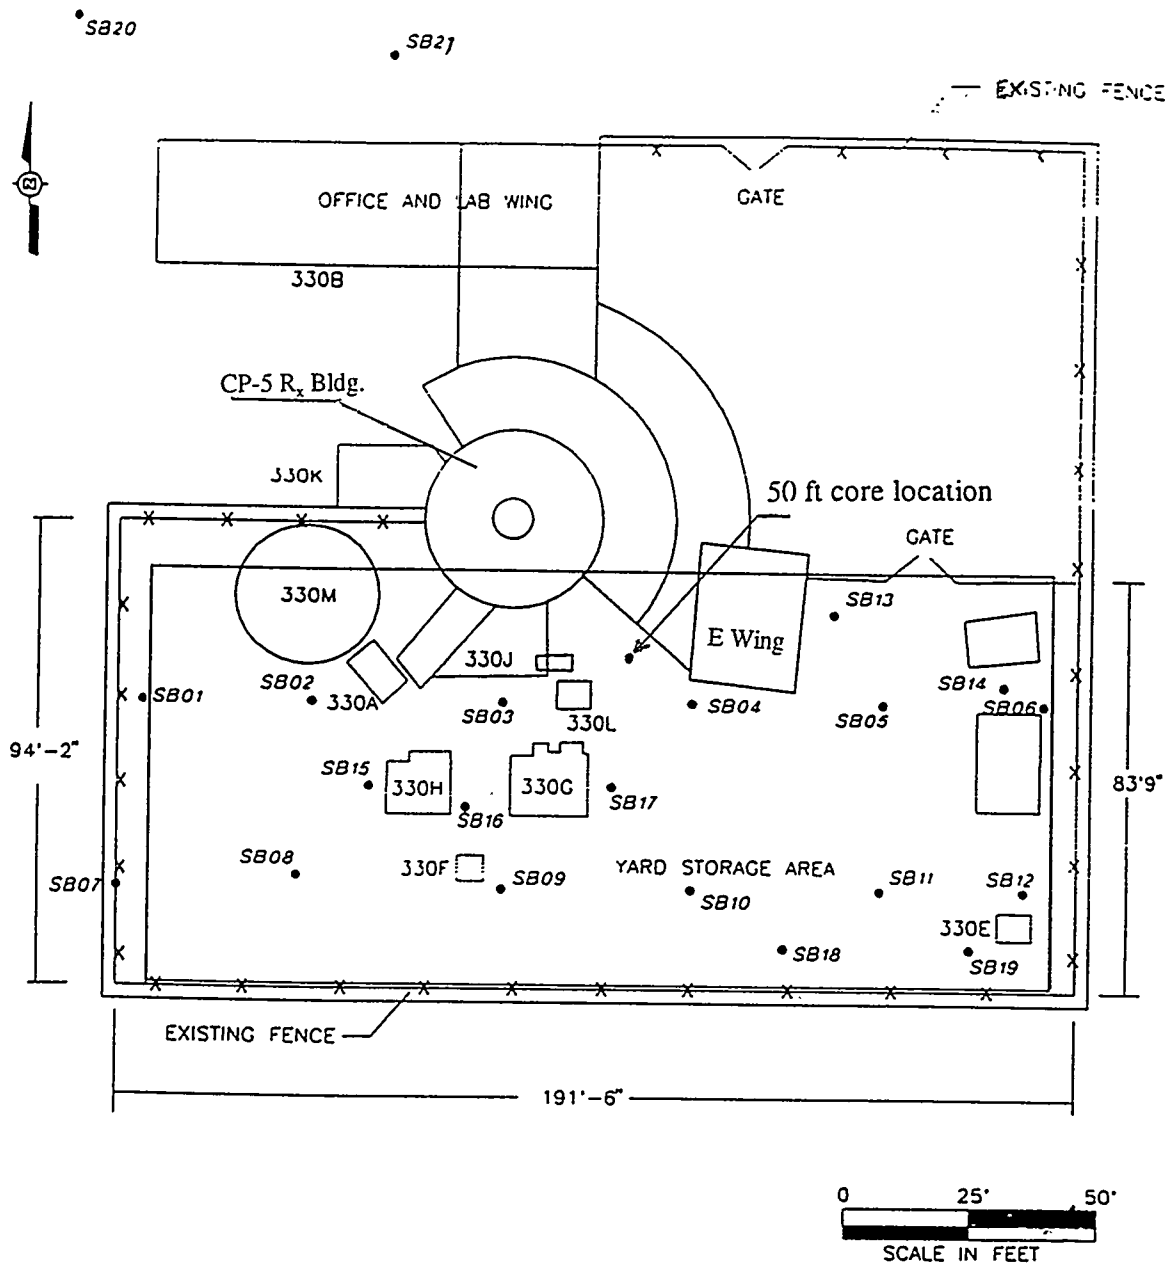 SB20
SB21
EXISTING FENCE
N
OFFICE AND LAB WING
GATE
330B
CP-5 Rx Bldg.
330K
50 ft core location
GATE
330M
SB13
E Wing
330J
SB14
SB01
SB02
330A
SB03
330L
SB04
SB05
SB06
94'-2"
SB15
330H
330G
SB17
83'9"
SB16
SB08
330F
YARD STORAGE AREA
SB07
SB09
SB10
SB11
SB12
330E
SB18
SB19
EXISTING FENCE
191'-6"
0 25' 50'
SCALE IN FEET